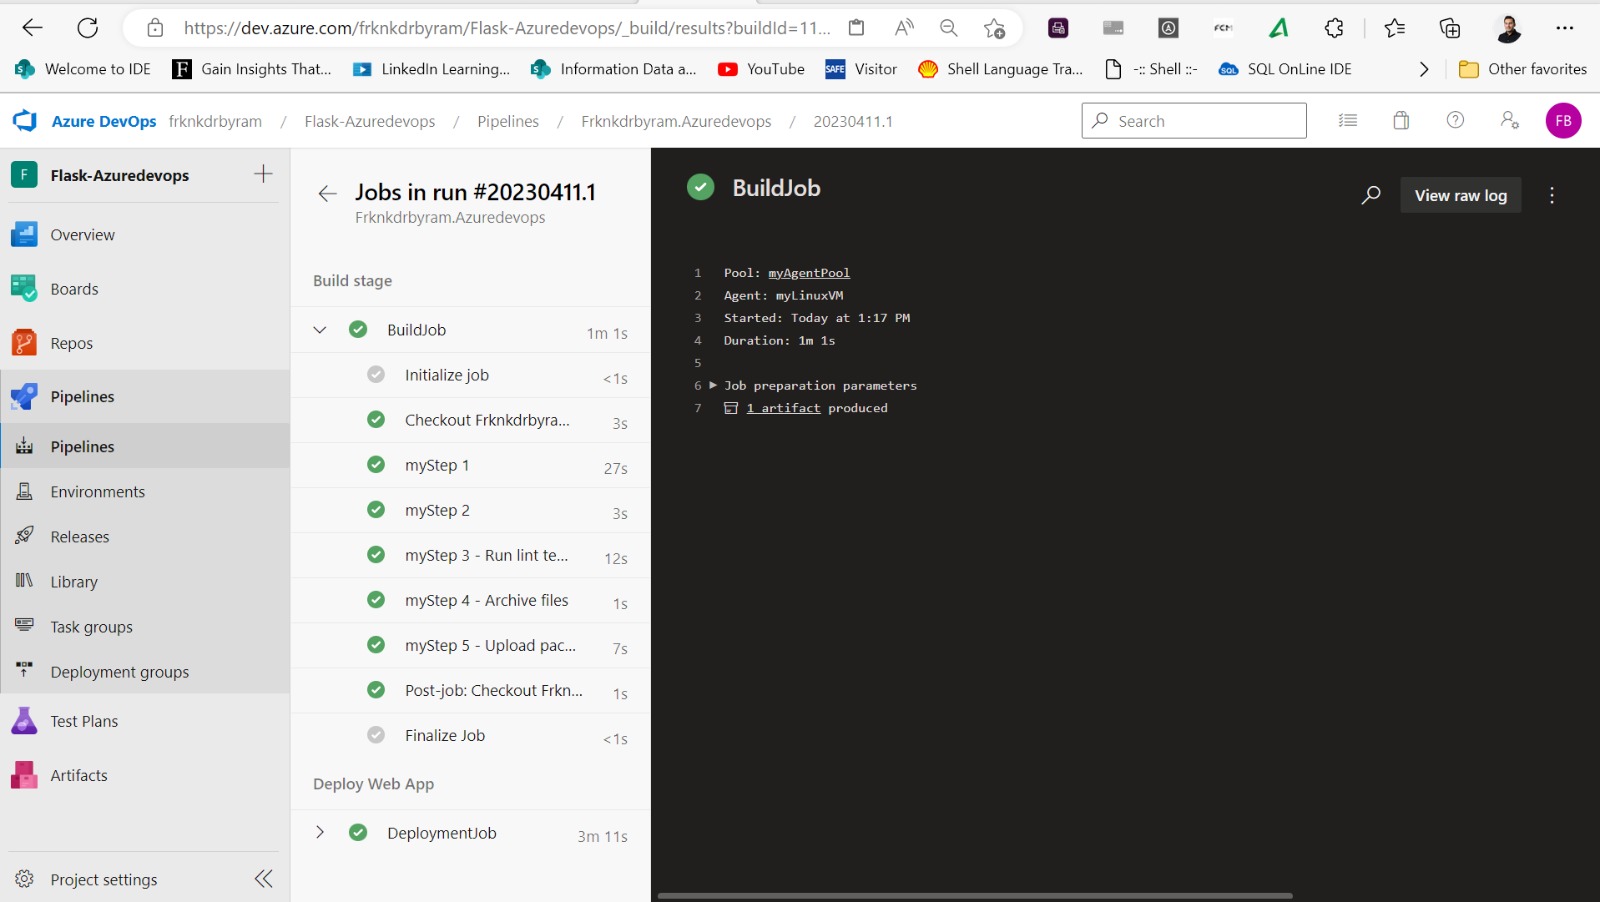 https://dev.azure.com/frknkdrbyram/Flask-Azuredevops/_build/results?buildId=11...
Welcome to IDE
Gain Insights That...
LinkedIn Learning...
Information Data a...
YouTube
SAFE Visitor
Shell Language Tra...
-:: Shell ::-
SQL OnLine IDE
Other favorites
Azure DevOps frknkdrbyram / Flask-Azuredevops / Pipelines / Frknkdrbyram.Azuredevops / 20230411.1
Search
FB
F Flask-Azuredevops
Overview
Boards
Repos
Pipelines
Pipelines
Environments
Releases
Library
Task groups
Deployment groups
Test Plans
Artifacts
Project settings
Jobs in run #20230411.1
Frknkdrbyram.Azuredevops
Build stage
BuildJob 1m 1s
Initialize job <1s
Checkout Frknkdrbyra... 3s
myStep 1 27s
myStep 2 3s
myStep 3 - Run lint te... 12s
myStep 4 - Archive files 1s
myStep 5 - Upload pac... 7s
Post-job: Checkout Frkn... 1s
Finalize Job <1s
Deploy Web App
DeploymentJob 3m 11s
BuildJob
View raw log
1 Pool: myAgentPool
2 Agent: myLinuxVM
3 Started: Today at 1:17 PM
4 Duration: 1m 1s
5
6 Job preparation parameters
7 1 artifact produced